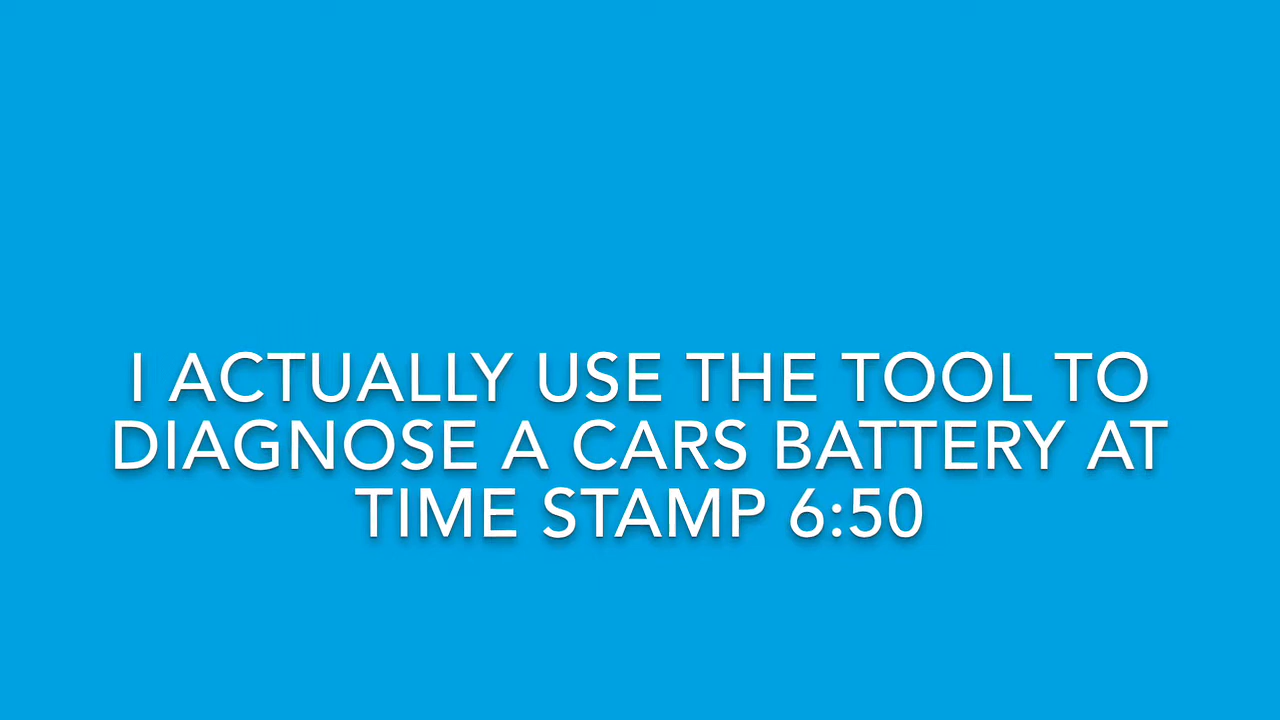 I ACTUALLY USE THE TOOL TO
DIAGNOSE A CARS BATTERY AT
TIME STAMP 6:50